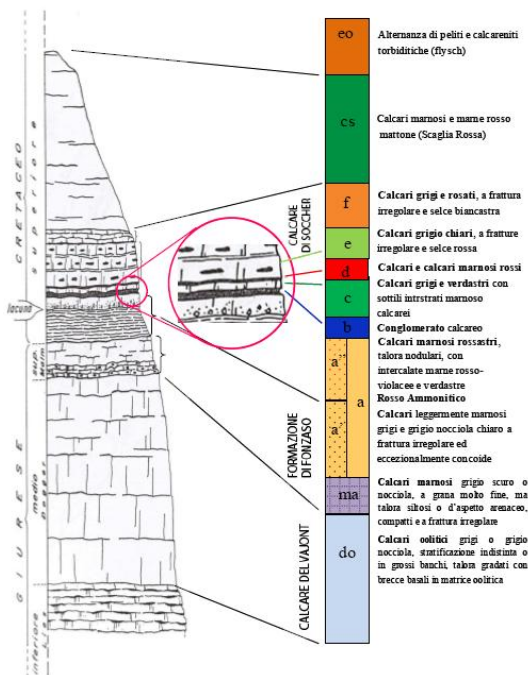 eo
Alternanza di peliti e calcareniti
torbiditiche (flysch)
cs
Calcari marnosi e marne rosso
mattone (Scaglia Rossa)
f
Calcari grigi e rosati, a frattura
irregolare e selce biancastra
e
Calcari grigio chiari, a fratture
irregolare e selce rossa
d
Calcari e calcari marnosi rossi
c
Calcari grigi e verdastri con
sottili intrstrati marnoso
calcarei
b
Conglomerato calcareo
a''
a
Calcari marnosi rossastri,
talora nodulari, con
intercalate marne rosso-
violacee e verdastre
Rosso Ammonitico
a'
Calcari leggermente marnosi
grigi e grigio nocciola chiaro a
frattura irregolare ed
eccezionalmente concoide
ma
Calcari marnosi grigio scuro o
nocciola, a grana molto fine, ma
talora siltosi o d'aspetto arenaceo,
compatti e a frattura irregolare
do
Calcari oolitici grigi o grigio
nocciola, stratificazione indistinta o
in grossi banchi, talora gradati con
brecce basali in matrice oolitica
CALCARE
DI SOCCHER
FORMAZIONE
DI FONZASO
CALCARE DEL VAJONT
CRETACEO
superiore
lacuna
sup.
Malm
GIURESE
medio
Dogger
inferiore
Lias